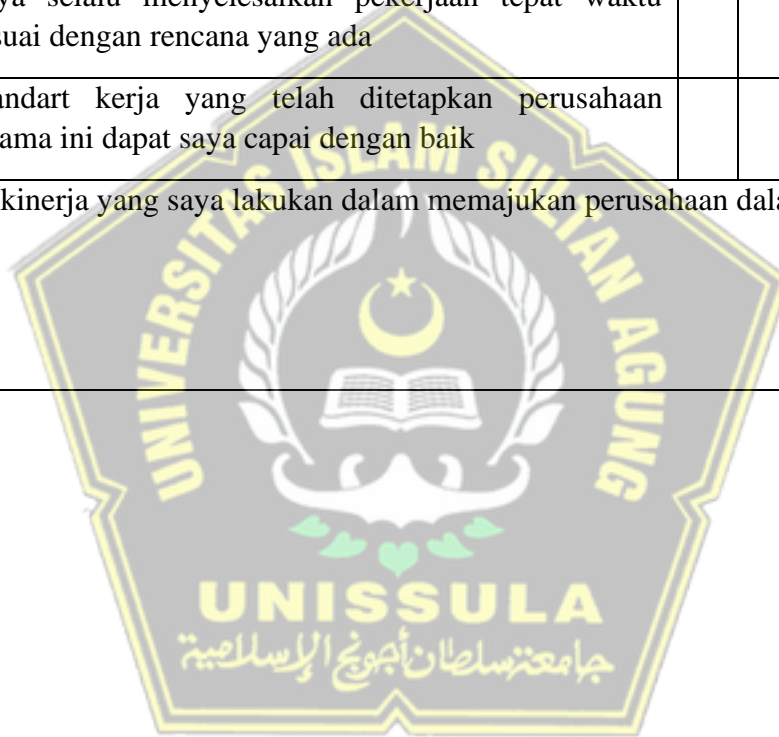 ya selalu menyelesaikan pekerjaan tepat waktu
suai dengan rencana yang ada
andart kerja yang telah ditetapkan perusahaan
ama ini dapat saya capai dengan baik
kinerja yang saya lakukan dalam memajukan perusahaan dala
UNIVERSITAS ISLAM SULTAN AGUNG
UNISSULA
جامعة سلطان أجونج الإسلامية